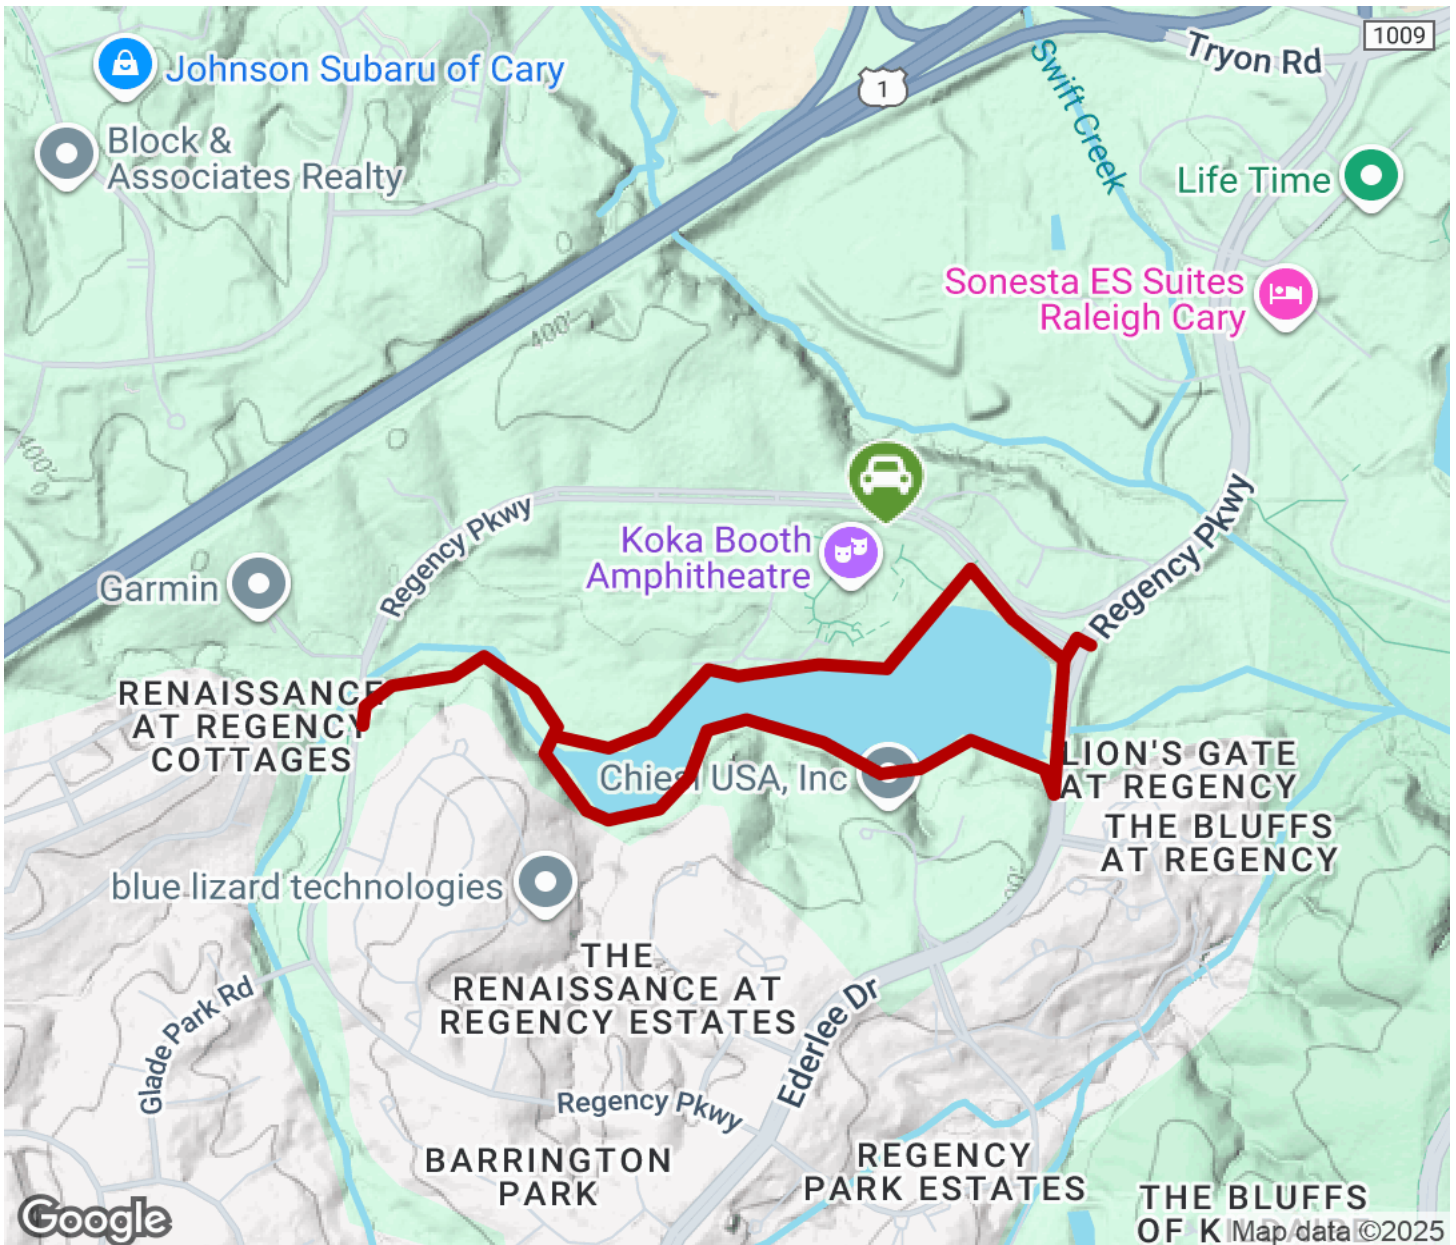 1009
Tryon Rd
Johnson Subaru of Cary
1
Swift Creek
Block &
Associates Realty
Life Time
Sonesta ES Suites
Raleigh Cary
400'
400'
Regency Pkwy
Koka Booth
Amphitheatre
Regency Pkwy
Garmin
RENAISSANCE
AT REGENCY
COTTAGES
LION'S GATE
AT REGENCY
Chiesi USA, Inc
THE BLUFFS
AT REGENCY
blue lizard technologies
THE
RENAISSANCE AT
REGENCY ESTATES
Glade Park Rd
Ederlee Dr
Regency Pkwy
BARRINGTON
PARK
REGENCY
PARK ESTATES
THE BLUFFS
OF
Google
Map data ©2025